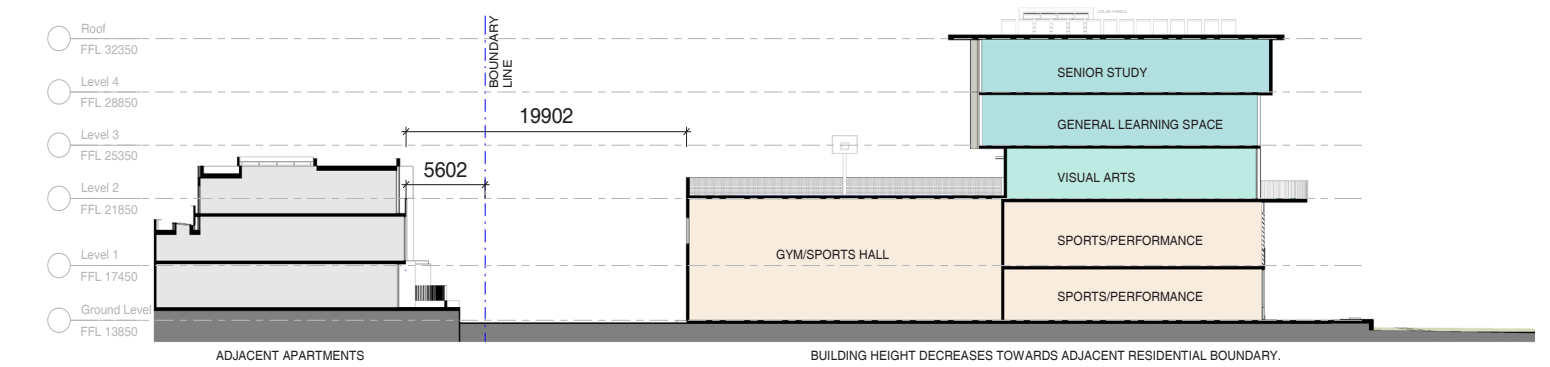 SOLAR PANELS
Roof
FFL 32350
BOUNDARY
LINE
SENIOR STUDY
Level 4
FFL 28850
19902
GENERAL LEARNING SPACE
Level 3
FFL 25350
5602
VISUAL ARTS
Level 2
FFL 21850
SPORTS/PERFORMANCE
GYM/SPORTS HALL
Level 1
FFL 17450
SPORTS/PERFORMANCE
Ground Level
FFL 13850
ADJACENT APARTMENTS
BUILDING HEIGHT DECREASES TOWARDS ADJACENT RESIDENTIAL BOUNDARY.